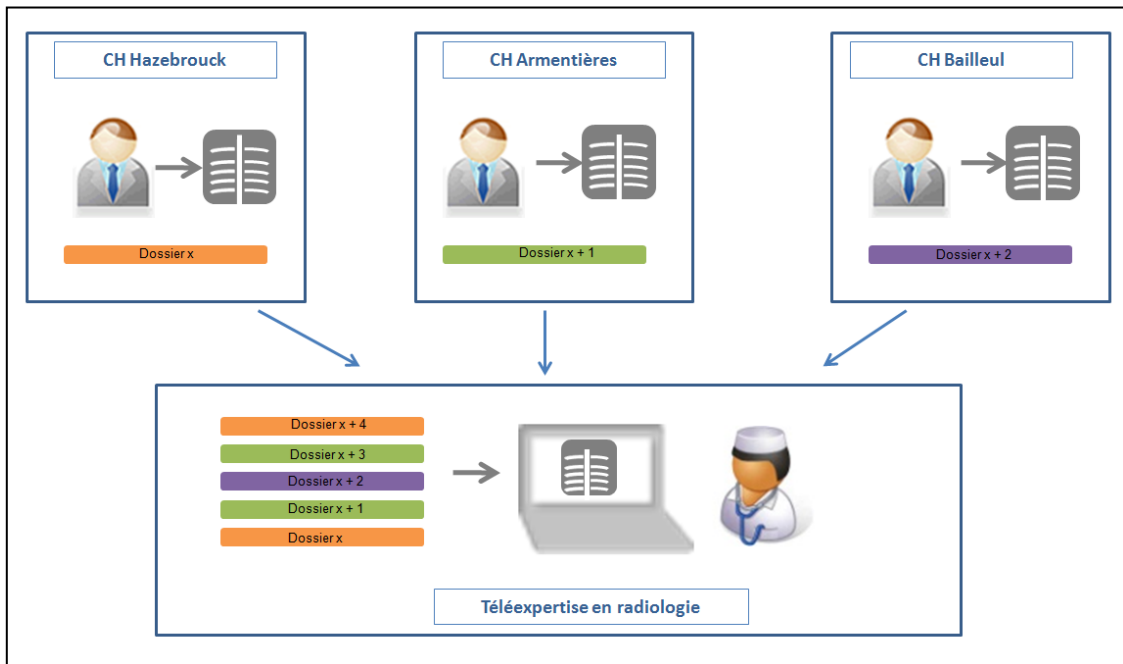 CH Hazebrouck
CH Armentières
CH Bailleul
Dossier x
Dossier x + 1
Dossier x + 2
Dossier x + 4
Dossier x + 3
Dossier x + 2
Dossier x + 1
Dossier x
Téléexpertise en radiologie